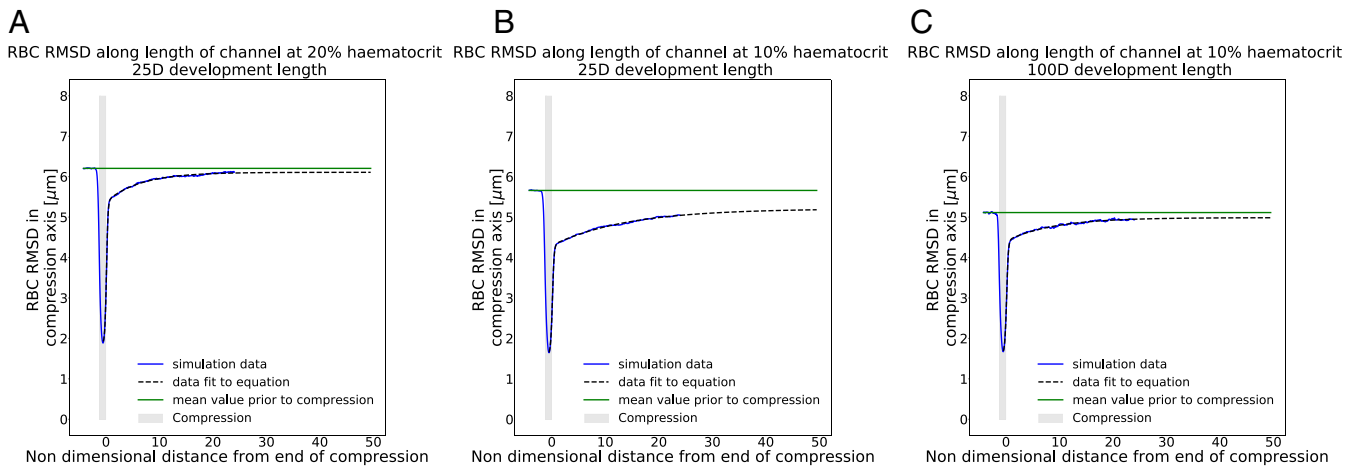 A
RBC RMSD along length of channel at 20% haematocrit
25D development length
8
7
6
5
4
3
2
1
0
RBC RMSD in
compression axis [μm]
simulation data
data fit to equation
mean value prior to compression
Compression
0 10 20 30 40 50
Non dimensional distance from end of compression
B
RBC RMSD along length of channel at 10% haematocrit
25D development length
8
7
6
5
4
3
2
1
0
RBC RMSD in
compression axis [μm]
simulation data
data fit to equation
mean value prior to compression
Compression
0 10 20 30 40 50
Non dimensional distance from end of compression
C
RBC RMSD along length of channel at 10% haematocrit
100D development length
8
7
6
5
4
3
2
1
0
RBC RMSD in
compression axis [μm]
simulation data
data fit to equation
mean value prior to compression
Compression
0 10 20 30 40 50
Non dimensional distance from end of compression